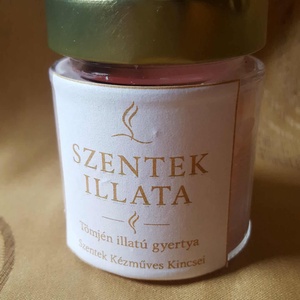 SZENTEK
ILLATA
Tömjén illatú gyertya
Szentek Kézműves Kincsei